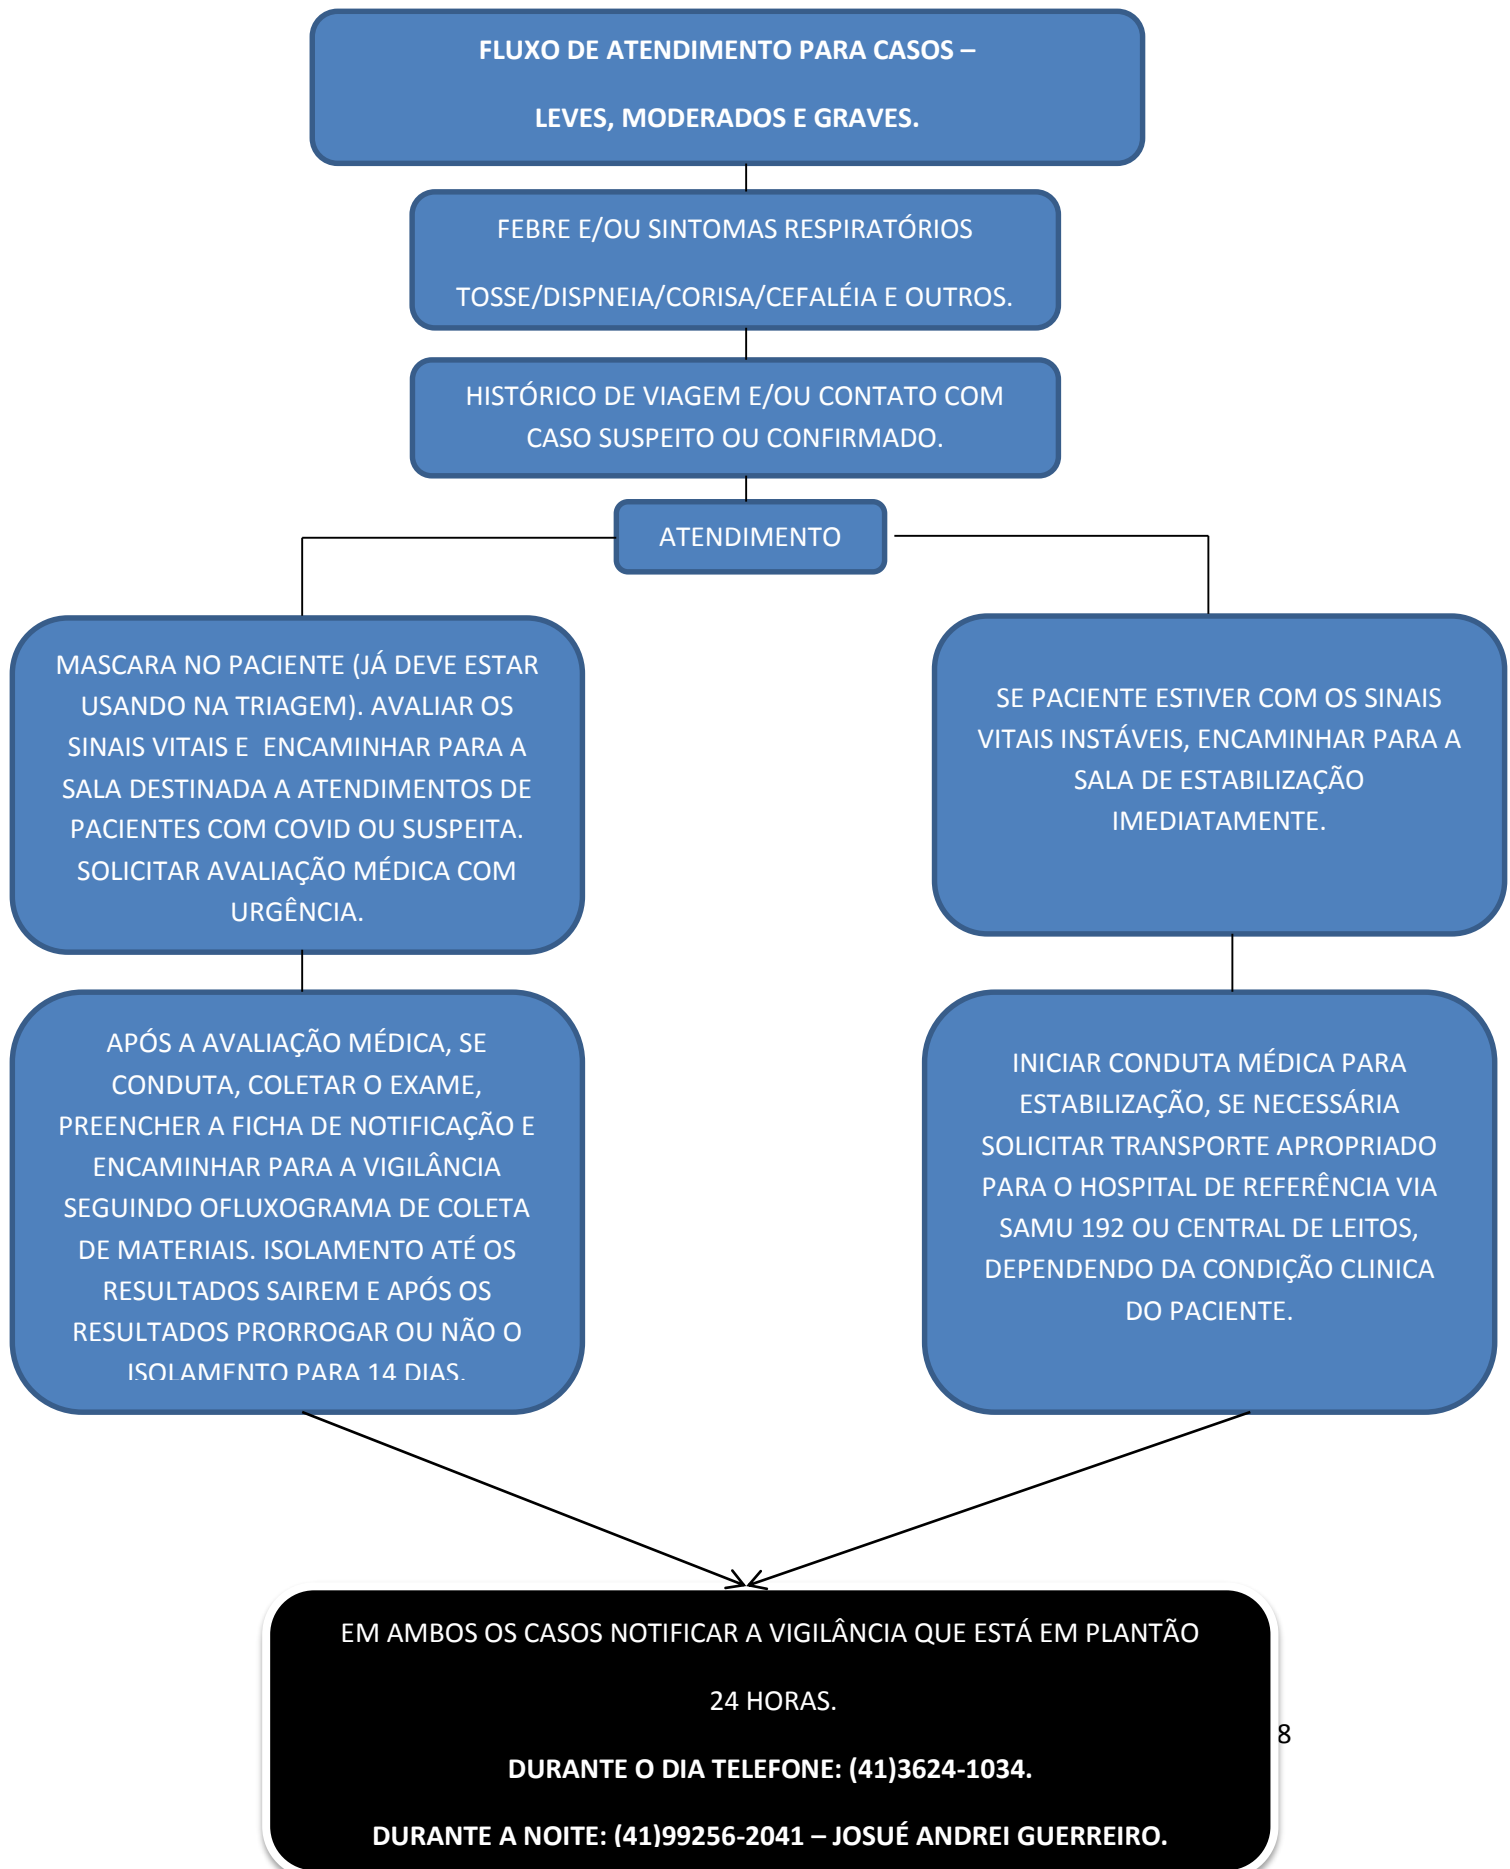 FLUXO DE ATENDIMENTO PARA CASOS –
LEVES, MODERADOS E GRAVES.
FEBRE E/OU SINTOMAS RESPIRATÓRIOS
TOSSE/DISPNEIA/CORISA/CEFALÉIA E OUTROS.
HISTÓRICO DE VIAGEM E/OU CONTATO COM
CASO SUSPEITO OU CONFIRMADO.
ATENDIMENTO
MASCARA NO PACIENTE (JÁ DEVE ESTAR
USANDO NA TRIAGEM). AVALIAR OS
SINAIS VITAIS E  ENCAMINHAR PARA A
SALA DESTINADA A ATENDIMENTOS DE
PACIENTES COM COVID OU SUSPEITA.
SOLICITAR AVALIAÇÃO MÉDICA COM
URGÊNCIA.
SE PACIENTE ESTIVER COM OS SINAIS
VITAIS INSTÁVEIS, ENCAMINHAR PARA A
SALA DE ESTABILIZAÇÃO
IMEDIATAMENTE.
APÓS A AVALIAÇÃO MÉDICA, SE
CONDUTA, COLETAR O EXAME,
PREENCHER A FICHA DE NOTIFICAÇÃO E
ENCAMINHAR PARA A VIGILÂNCIA
SEGUINDO OFLUXOGRAMA DE COLETA
DE MATERIAIS. ISOLAMENTO ATÉ OS
RESULTADOS SAIREM E APÓS OS
RESULTADOS PRORROGAR OU NÃO O
ISOLAMENTO PARA 14 DIAS.
INICIAR CONDUTA MÉDICA PARA
ESTABILIZAÇÃO, SE NECESSÁRIA
SOLICITAR TRANSPORTE APROPRIADO
PARA O HOSPITAL DE REFERÊNCIA VIA
SAMU 192 OU CENTRAL DE LEITOS,
DEPENDENDO DA CONDIÇÃO CLINICA
DO PACIENTE.
EM AMBOS OS CASOS NOTIFICAR A VIGILÂNCIA QUE ESTÁ EM PLANTÃO
24 HORAS.
8
DURANTE O DIA TELEFONE: (41)3624-1034.
DURANTE A NOITE: (41)99256-2041 – JOSUÉ ANDREI GUERREIRO.